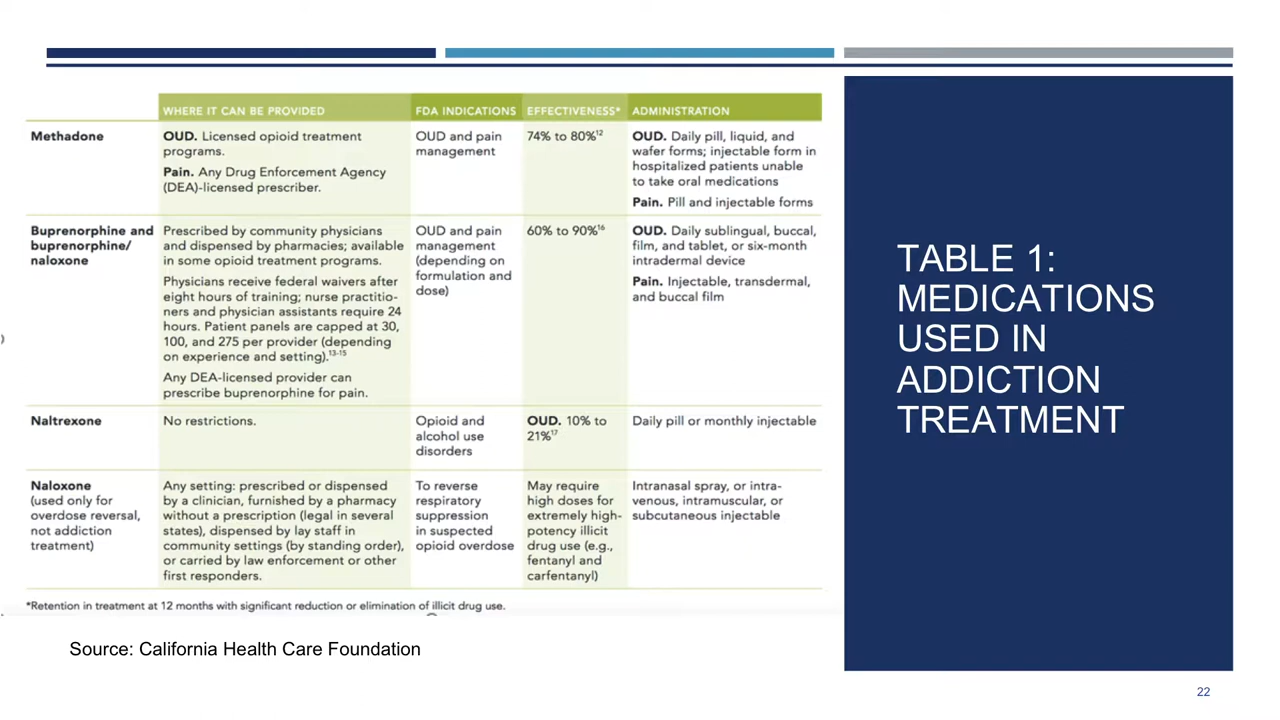 WHERE IT CAN BE PROVIDED FDA INDICATIONS EFFECTIVENESS* ADMINISTRATION
Methadone
OUD. Licensed opioid treatment
programs.
Pain. Any Drug Enforcement Agency
(DEA)-licensed prescriber.
OUD and pain
management
74% to 80%12
OUD. Daily pill, liquid, and
wafer forms; injectable form in
hospitalized patients unable
to take oral medications
Pain. Pill and injectable forms
Buprenorphine and
buprenorphine/
naloxone
Prescribed by community physicians
and dispensed by pharmacies; available
in some opioid treatment programs.
Physicians receive federal waivers after
eight hours of training; nurse practitio-
ners and physician assistants require 24
hours. Patient panels are capped at 30,
100, and 275 per provider (depending
on experience and setting).13-15
Any DEA-licensed provider can
prescribe buprenorphine for pain.
OUD and pain
management
(depending on
formulation and
dose)
60% to 90%16
OUD. Daily sublingual, buccal,
film, and tablet, or six-month
intradermal device
Pain. Injectable, transdermal,
and buccal film
Naltrexone
No restrictions.
Opioid and
alcohol use
disorders
OUD. 10% to
21%17
Daily pill or monthly injectable
Naloxone
(used only for
overdose reversal,
not addiction
treatment)
Any setting: prescribed or dispensed
by a clinician, furnished by a pharmacy
without a prescription (legal in several
states), dispensed by lay staff in
community settings (by standing order),
or carried by law enforcement or other
first responders.
To reverse
respiratory
suppression
in suspected
opioid overdose
May require
high doses for
extremely high-
potency illicit
drug use (e.g.,
fentanyl and
carfentanyl)
Intranasal spray, or intra-
venous, intramuscular, or
subcutaneous injectable
*Retention in treatment at 12 months with significant reduction or elimination of illicit drug use.
Source: California Health Care Foundation
TABLE 1:
MEDICATIONS
USED IN
ADDICTION
TREATMENT
22